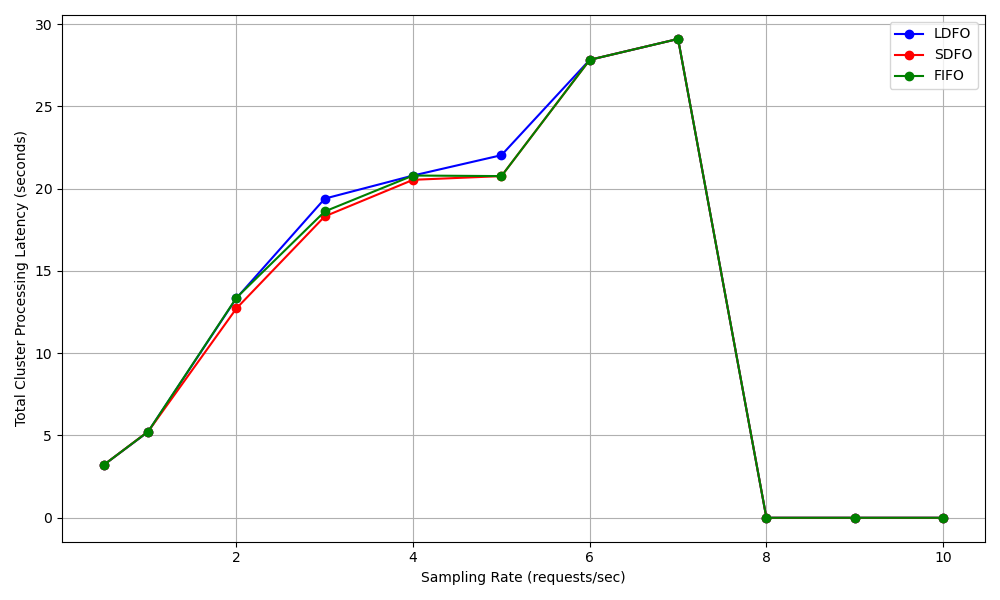 LDFO
SDFO
FIFO
Total Cluster Processing Latency (seconds)
30
25
20
15
10
5
0
2
4
6
8
10
Sampling Rate (requests/sec)